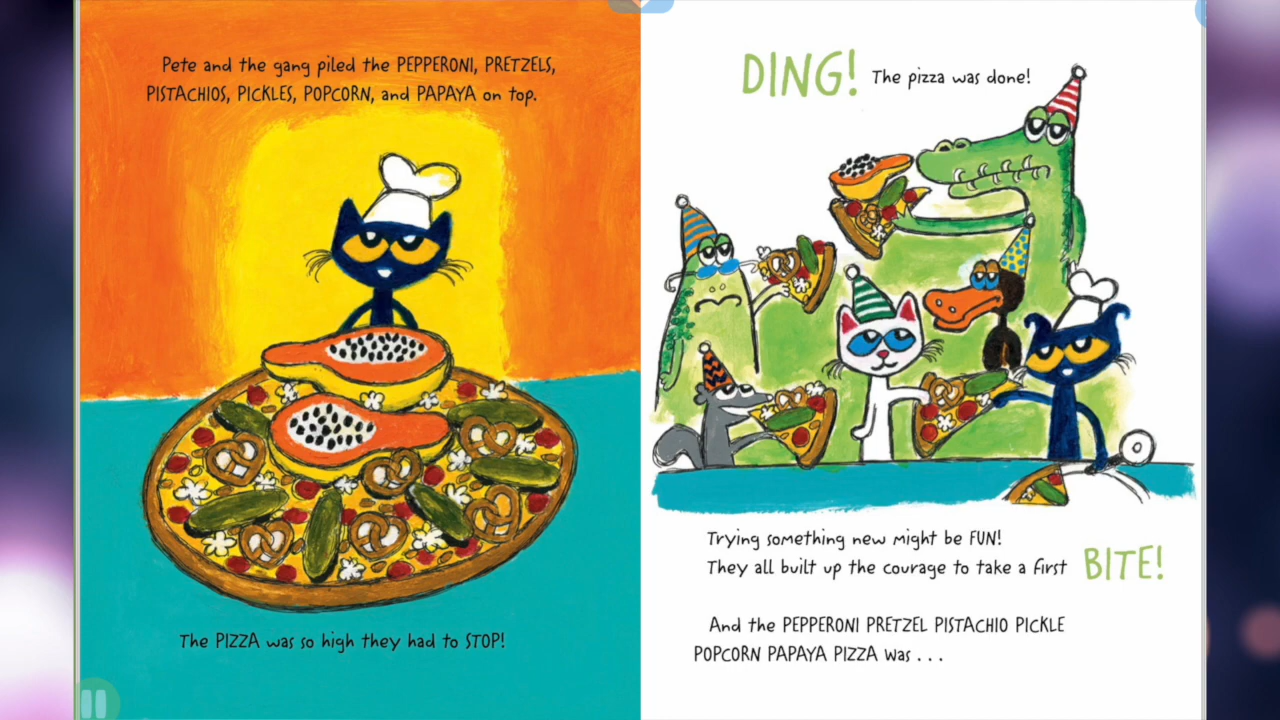 Pete and the gang piled the PEPPERONI, PRETZELS,
PISTACHIOS, PICKLES, POPCORN, and PAPAYA on top.
The PIZZA was so high they had to STOP!
DING! The pizza was done!
Trying something new might be FUN!
They all built up the courage to take a first BITE!
And the PEPPERONI PRETZEL PISTACHIO PICKLE
POPCORN PAPAYA PIZZA was . . .